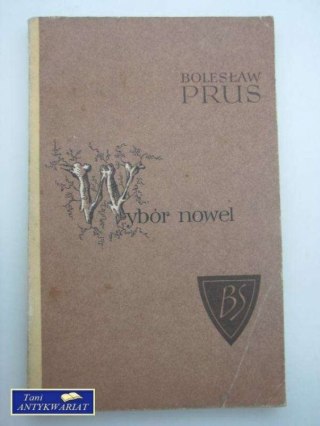 BOLESŁAW
PRUS
Wybór nowel
BS
Tani
ANTYKWARIAT